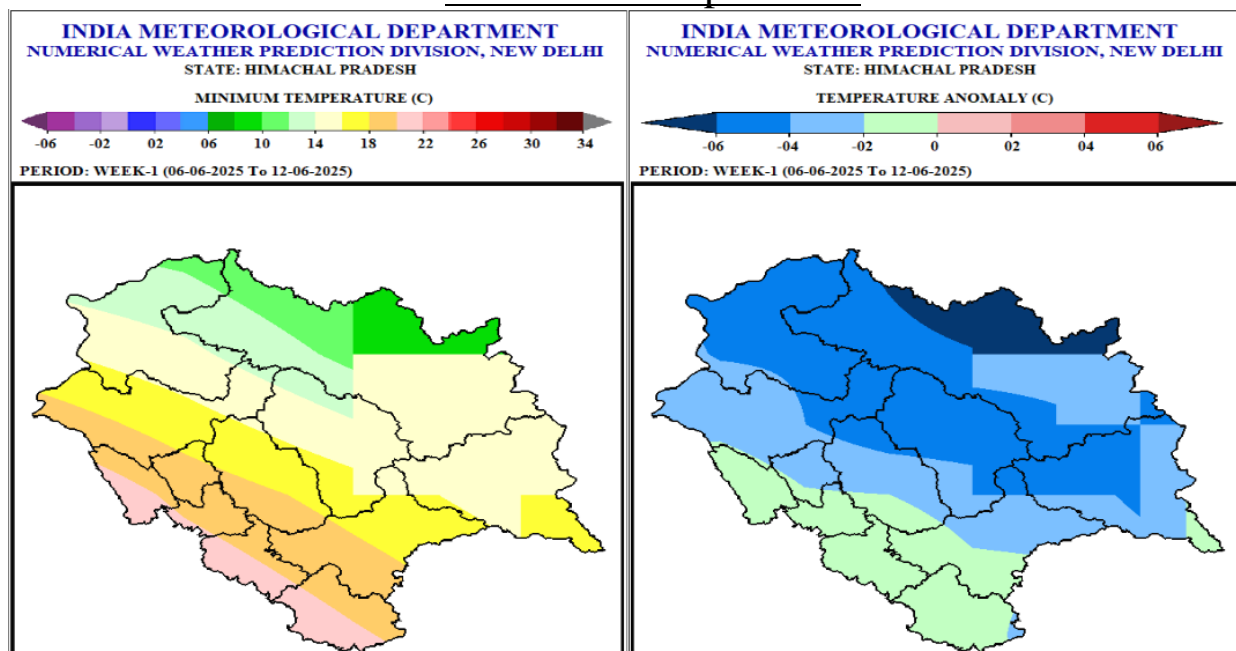 INDIA METEOROLOGICAL DEPARTMENT
NUMERICAL WEATHER PREDICTION DIVISION, NEW DELHI
STATE: HIMACHAL PRADESH
MINIMUM TEMPERATURE (C)
-06 -02 02 06 10 14 18 22 26 30 34
PERIOD: WEEK-1 (06-06-2025 To 12-06-2025)
INDIA METEOROLOGICAL DEPARTMENT
NUMERICAL WEATHER PREDICTION DIVISION, NEW DELHI
STATE: HIMACHAL PRADESH
TEMPERATURE ANOMALY (C)
-06 -04 -02 0 02 04 06
PERIOD: WEEK-1 (06-06-2025 To 12-06-2025)